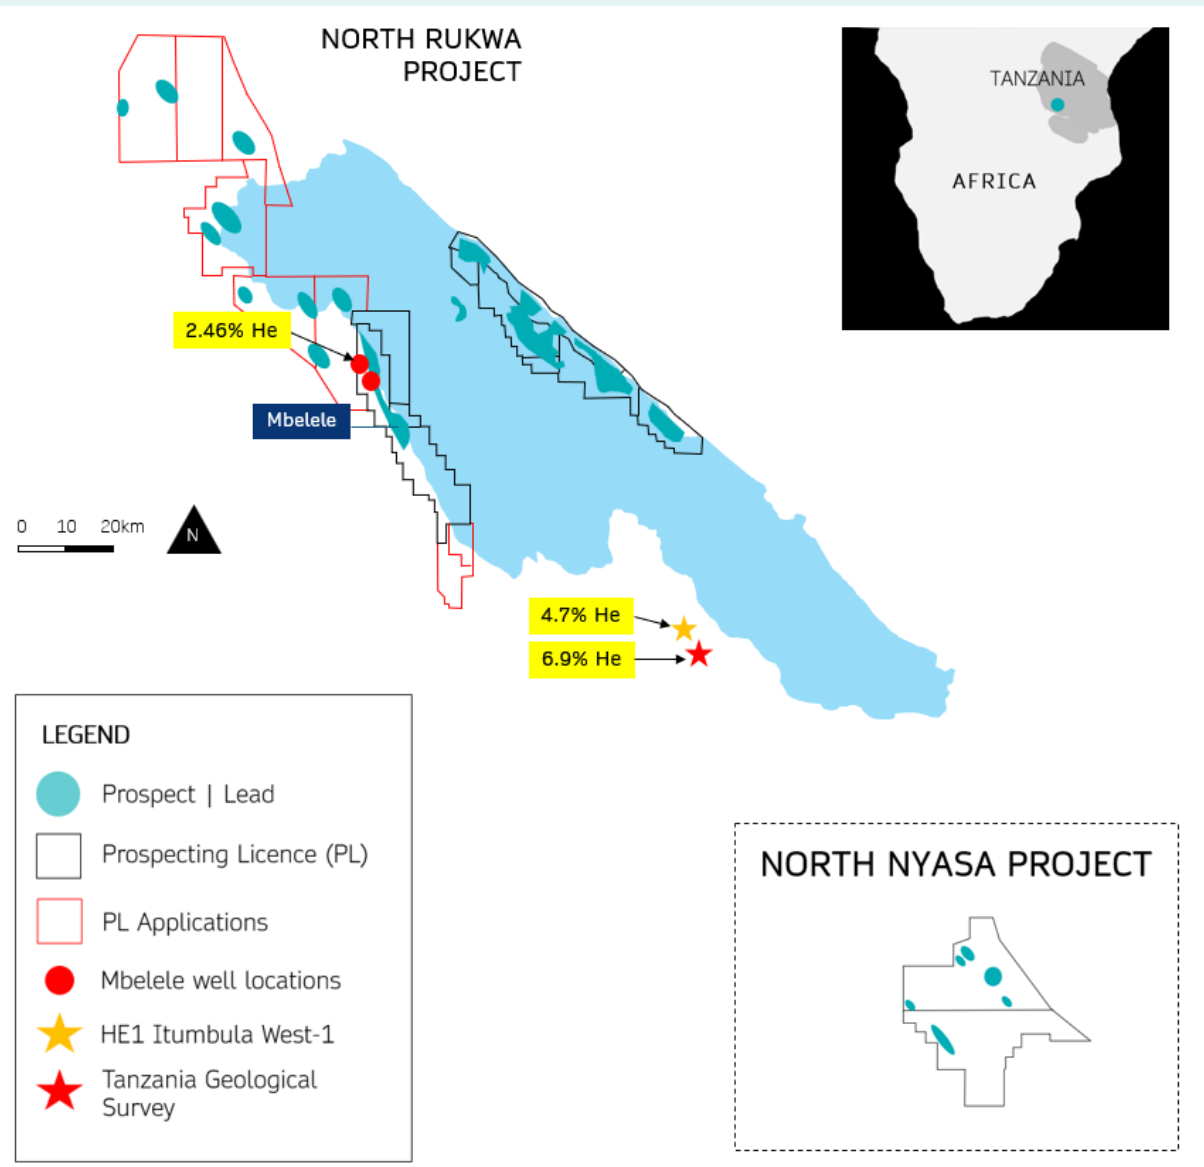 NORTH RUKWA
PROJECT
TANZANIA
AFRICA
2.46% He
Mbelele
0 10 20km
N
4.7% He
6.9% He
LEGEND
Prospect | Lead
Prospecting Licence (PL)
PL Applications
Mbelele well locations
HE1 Itumbula West-1
Tanzania Geological
Survey
NORTH NYASA PROJECT